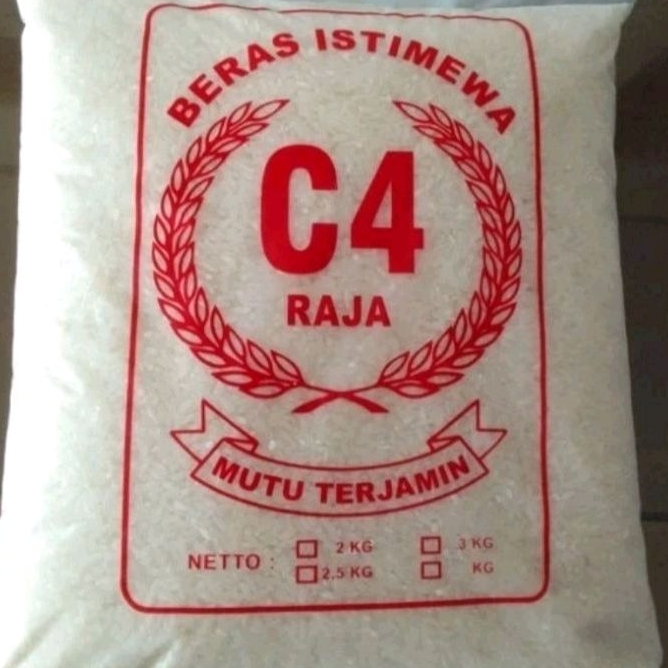 BERAS ISTIMEWA
C4
RAJA
MUTU TERJAMIN
NETTO : 2 KG 3 KG
2,5 KG KG